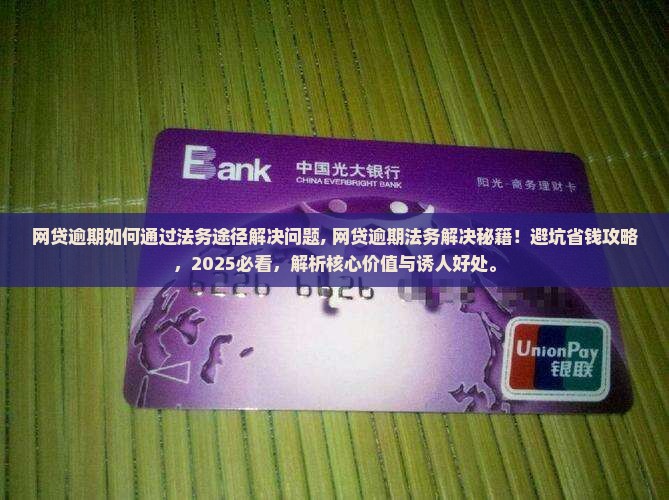 Bank
中国光大银行
CHINA EVERBRIGHT BANK
阳光·商务理财卡
网贷逾期如何通过法务途径解决问题, 网贷逾期法务解决秘籍！避坑省钱攻略
，2025必看，解析核心价值与诱人好处。
6226 6626
UnionPay
银联